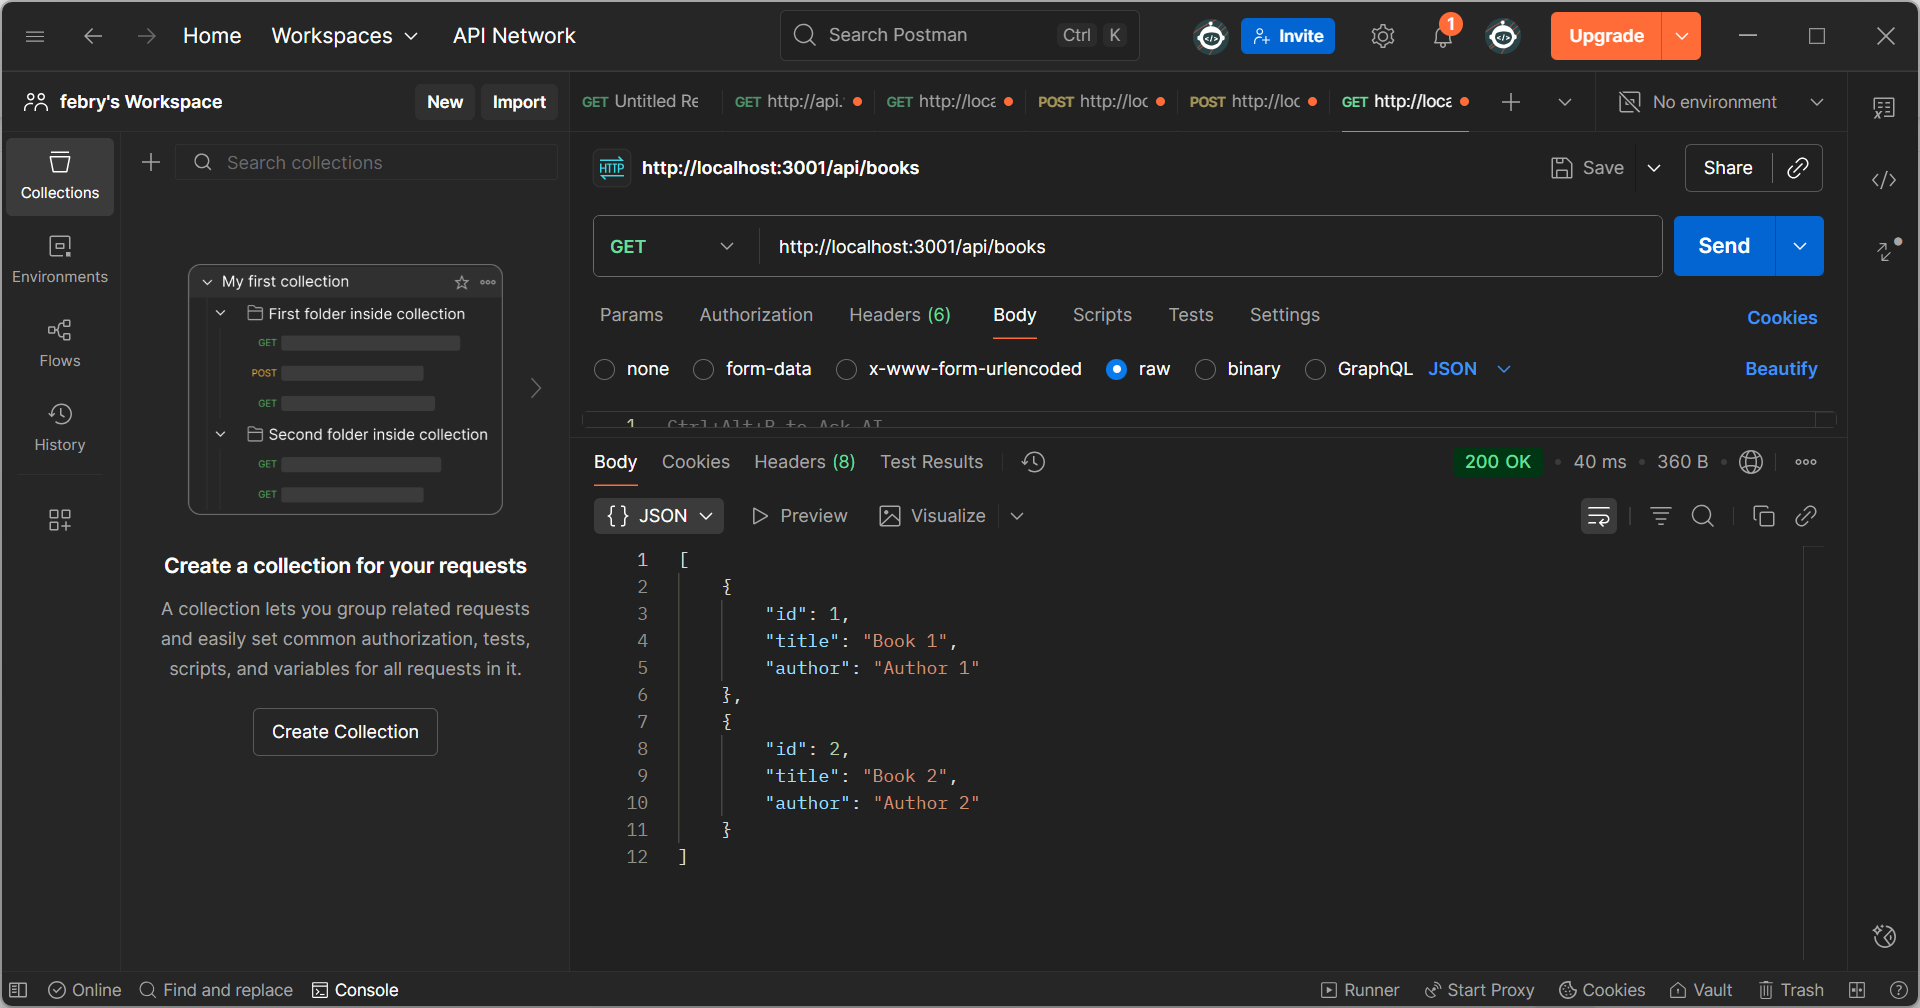 Home Workspaces API Network
Search Postman Ctrl K
Invite
1
Upgrade
febry's Workspace New Import
GET Untitled Re
GET http://api.
GET http://loca
POST http://loc
POST http://loc
GET http://loca
No environment
Collections
Environments
Flows
History
Search collections
My first collection
First folder inside collection
GET
POST
GET
Second folder inside collection
GET
GET
Create a collection for your requests
A collection lets you group related requests
and easily set common authorization, tests,
scripts, and variables for all requests in it.
Create Collection
HTTP http://localhost:3001/api/books
Save Share
GET http://localhost:3001/api/books Send
Params Authorization Headers (6) Body Scripts Tests Settings Cookies
none form-data x-www-form-urlencoded raw binary GraphQL JSON Beautify
1 Ctrl+Alt+P to Ask AI
Body Cookies Headers (8) Test Results 200 OK • 40 ms • 360 B •
{} JSON Preview Visualize
1 [
2 {
3 "id": 1,
4 "title": "Book 1",
5 "author": "Author 1"
6 },
7 {
8 "id": 2,
9 "title": "Book 2",
10 "author": "Author 2"
11 }
12 ]
Online Find and replace Console
Runner Start Proxy Cookies Vault Trash